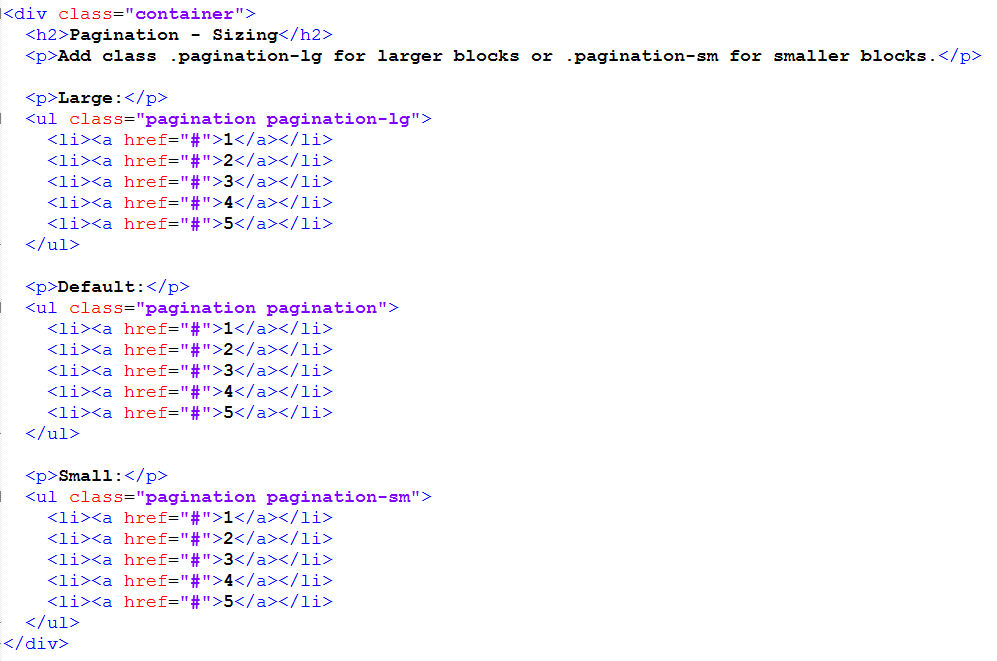 <div class="container">
  <h2>Pagination - Sizing</h2>
  <p>Add class .pagination-lg for larger blocks or .pagination-sm for smaller blocks.</p>

  <p>Large:</p>
  <ul class="pagination pagination-lg">
    <li><a href="#">1</a></li>
    <li><a href="#">2</a></li>
    <li><a href="#">3</a></li>
    <li><a href="#">4</a></li>
    <li><a href="#">5</a></li>
  </ul>

  <p>Default:</p>
  <ul class="pagination pagination">
    <li><a href="#">1</a></li>
    <li><a href="#">2</a></li>
    <li><a href="#">3</a></li>
    <li><a href="#">4</a></li>
    <li><a href="#">5</a></li>
  </ul>

  <p>Small:</p>
  <ul class="pagination pagination-sm">
    <li><a href="#">1</a></li>
    <li><a href="#">2</a></li>
    <li><a href="#">3</a></li>
    <li><a href="#">4</a></li>
    <li><a href="#">5</a></li>
  </ul>
</div>